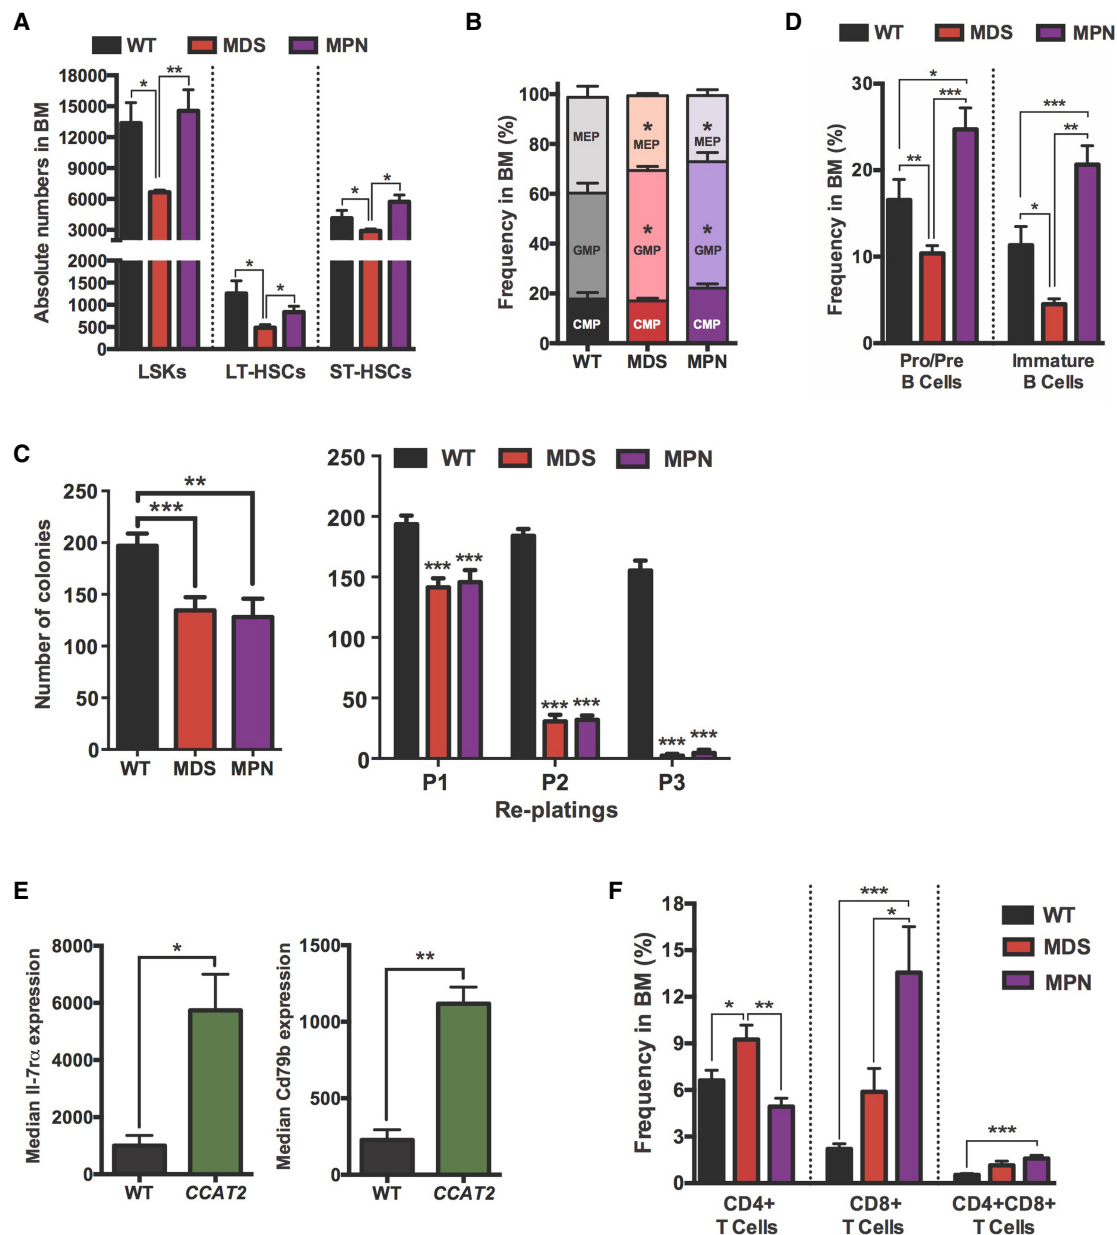 A
WT MDS MPN
Absolute numbers in BM
18000
15000
12000
9000
6000
3000
2000
1500
1000
500
0
* **
* *
* *
LSKs LT-HSCs ST-HSCs
B
Frequency in BM (%)
100
80
60
40
20
0
MEP * MEP * MEP
GMP * GMP * GMP
CMP CMP CMP
WT MDS MPN
D
WT MDS MPN
Frequency in BM (%)
30
20
10
0
* *** **
*** ** *
Pro/Pre
B Cells
Immature
B Cells
C
Number of colonies
250
200
150
100
50
0
**
***
WT MDS MPN
WT MDS MPN
250
200
150
100
50
0
*** ***
*** ***
*** ***
P1 P2 P3
Re-platings
E
Median Il-7rα expression
8000
6000
4000
2000
0
*
WT CCAT2
Median Cd79b expression
1500
1000
500
0
**
WT CCAT2
F
WT
MDS
MPN
Frequency in BM (%)
18
15
12
9
6
3
0
* **
***
*
***
CD4+
T Cells
CD8+
T Cells
CD4+CD8+
T Cells